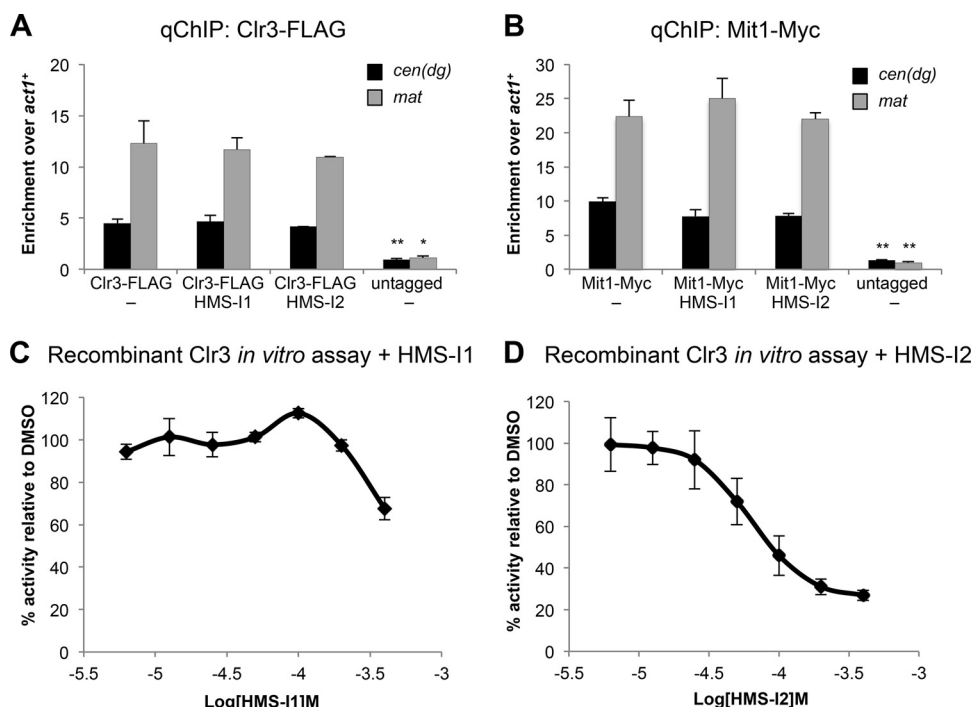 A qChIP: Clr3-FLAG
Enrichment over act1+
20
15
10
5
0
cen(dg)
mat
** *
Clr3-FLAG Clr3-FLAG Clr3-FLAG untagged
– HMS-I1 HMS-I2 –
B qChIP: Mit1-Myc
Enrichment over act1+
30
25
20
15
10
5
0
cen(dg)
mat
** **
Mit1-Myc Mit1-Myc Mit1-Myc untagged
– HMS-I1 HMS-I2 –
C Recombinant Clr3 in vitro assay + HMS-I1
% activity relative to DMSO
120
100
80
60
40
20
0
-5.5 -5 -4.5 -4 -3.5 -3
Log[HMS-I1]M
D Recombinant Clr3 in vitro assay + HMS-I2
% activity relative to DMSO
120
100
80
60
40
20
0
-5.5 -5 -4.5 -4 -3.5 -3
Log[HMS-I2]M